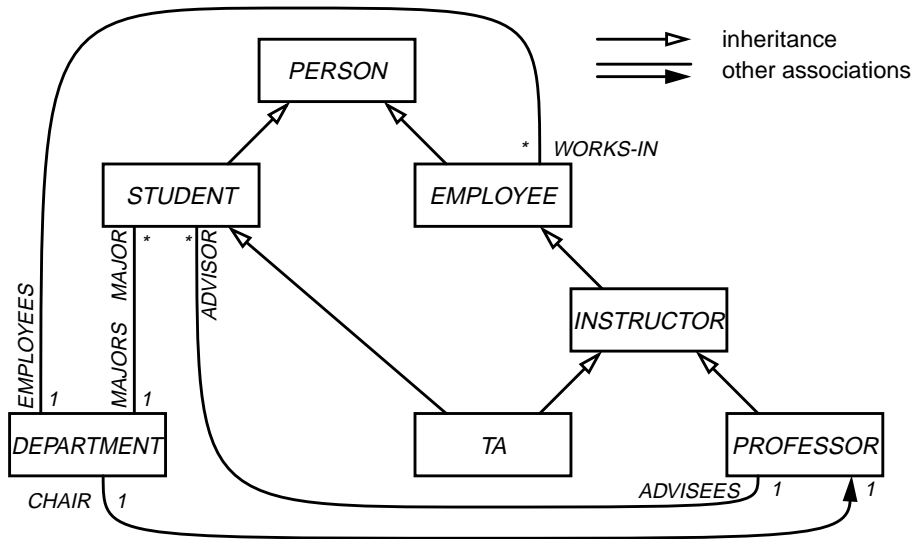 inheritance
PERSON
other associations
* WORKS-IN
STUDENT
EMPLOYEE
* *
MAJOR
ADVISOR
INSTRUCTOR
EMPLOYEES
MAJORS
1 1
DEPARTMENT
TA
PROFESSOR
CHAIR 1
ADVISEES 1 1